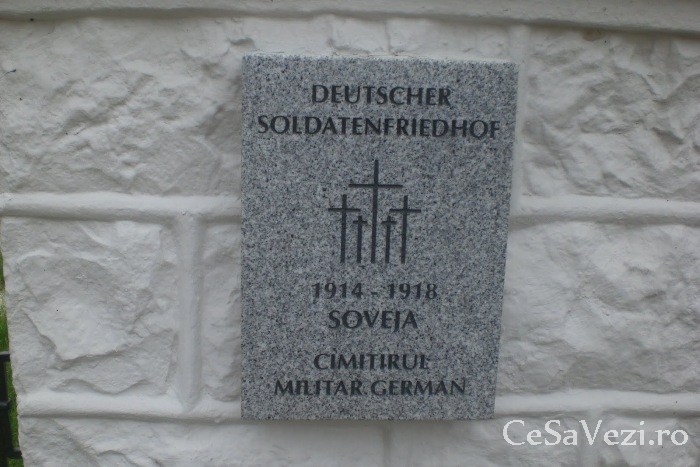 DEUTSCHER
SOLDATENFRIEDHOF
1914 - 1918
SOVEJA
CIMITIRUL
MILITAR GERMAN
CeSaVezi.ro